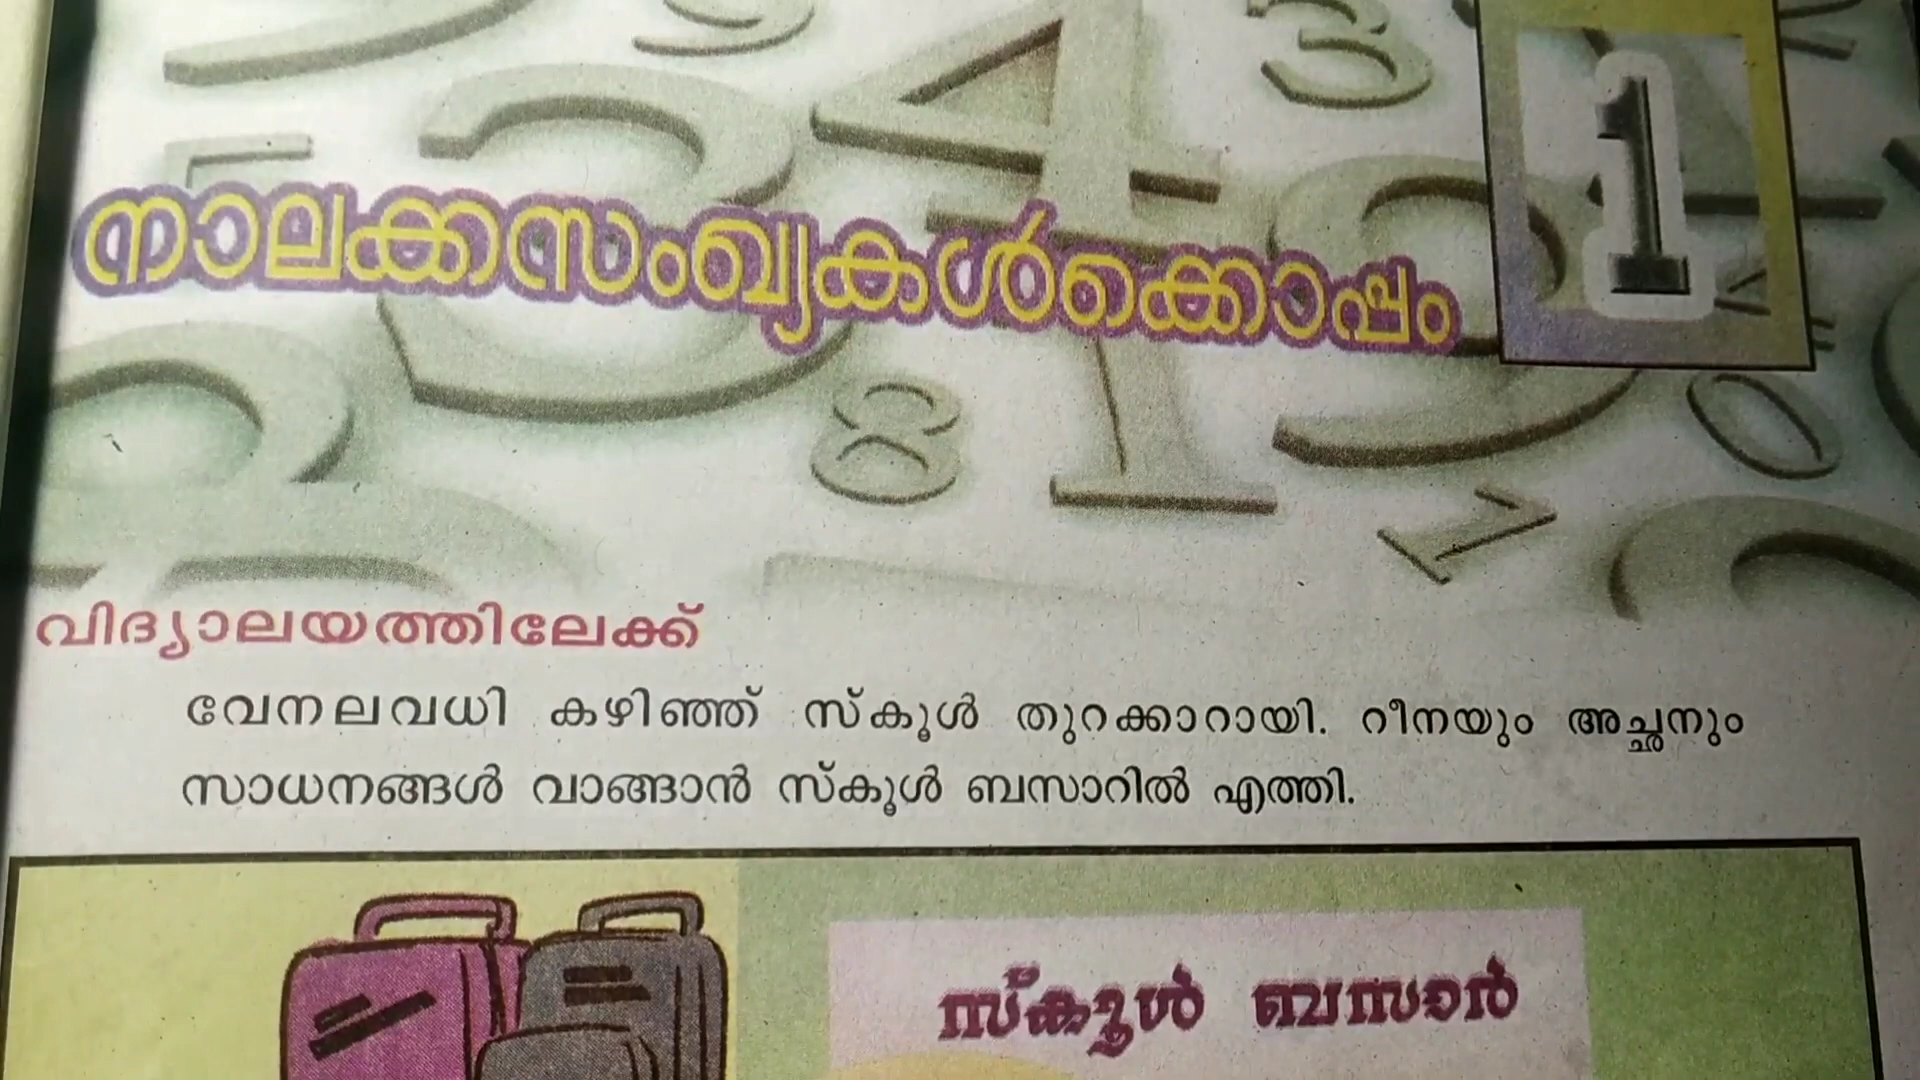 നാലക്കസംഖ്യകൾക്കൊപ്പം
1
വിദ്യാലയത്തിലേക്ക്
വേനലവധി കഴിഞ്ഞ് സ്കൂൾ തുറക്കാറായി. റീനയും അച്ഛനും
സാധനങ്ങൾ വാങ്ങാൻ സ്കൂൾ ബസാറിൽ എത്തി.
സ്കൂൾ ബസാർ